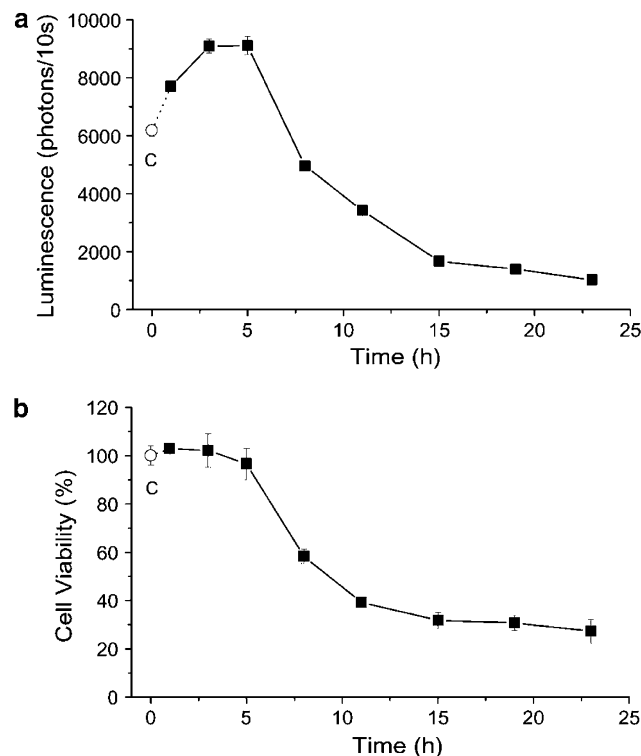 a
Luminescence (photons/10s)
10000
8000
6000
4000
2000
0
C
0 5 10 15 20 25
Time (h)
b
Cell Viability (%)
120
100
80
60
40
20
0
C
0 5 10 15 20 25
Time (h)